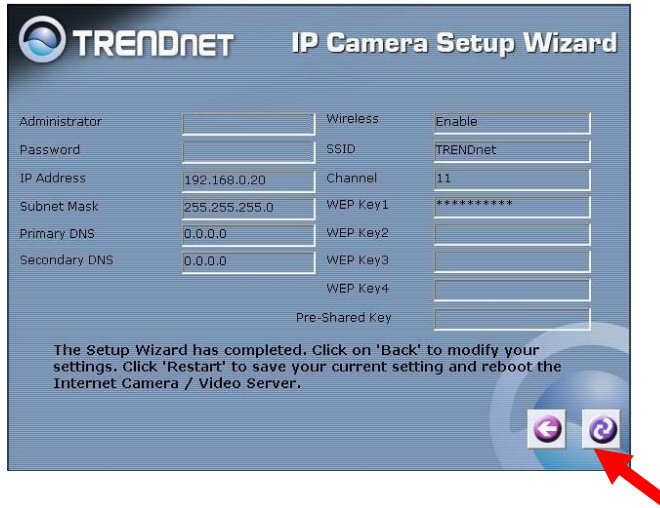 TRENDNET IP Camera Setup Wizard
Administrator
Password
IP Address 192.168.0.20
Subnet Mask 255.255.255.0
Primary DNS 0.0.0.0
Secondary DNS 0.0.0.0
Wireless Enable
SSID TRENDnet
Channel 11
WEP Key1 **********
WEP Key2
WEP Key3
WEP Key4
Pre-Shared Key
The Setup Wizard has completed. Click on 'Back' to modify your
settings. Click 'Restart' to save your current setting and reboot the
Internet Camera / Video Server.